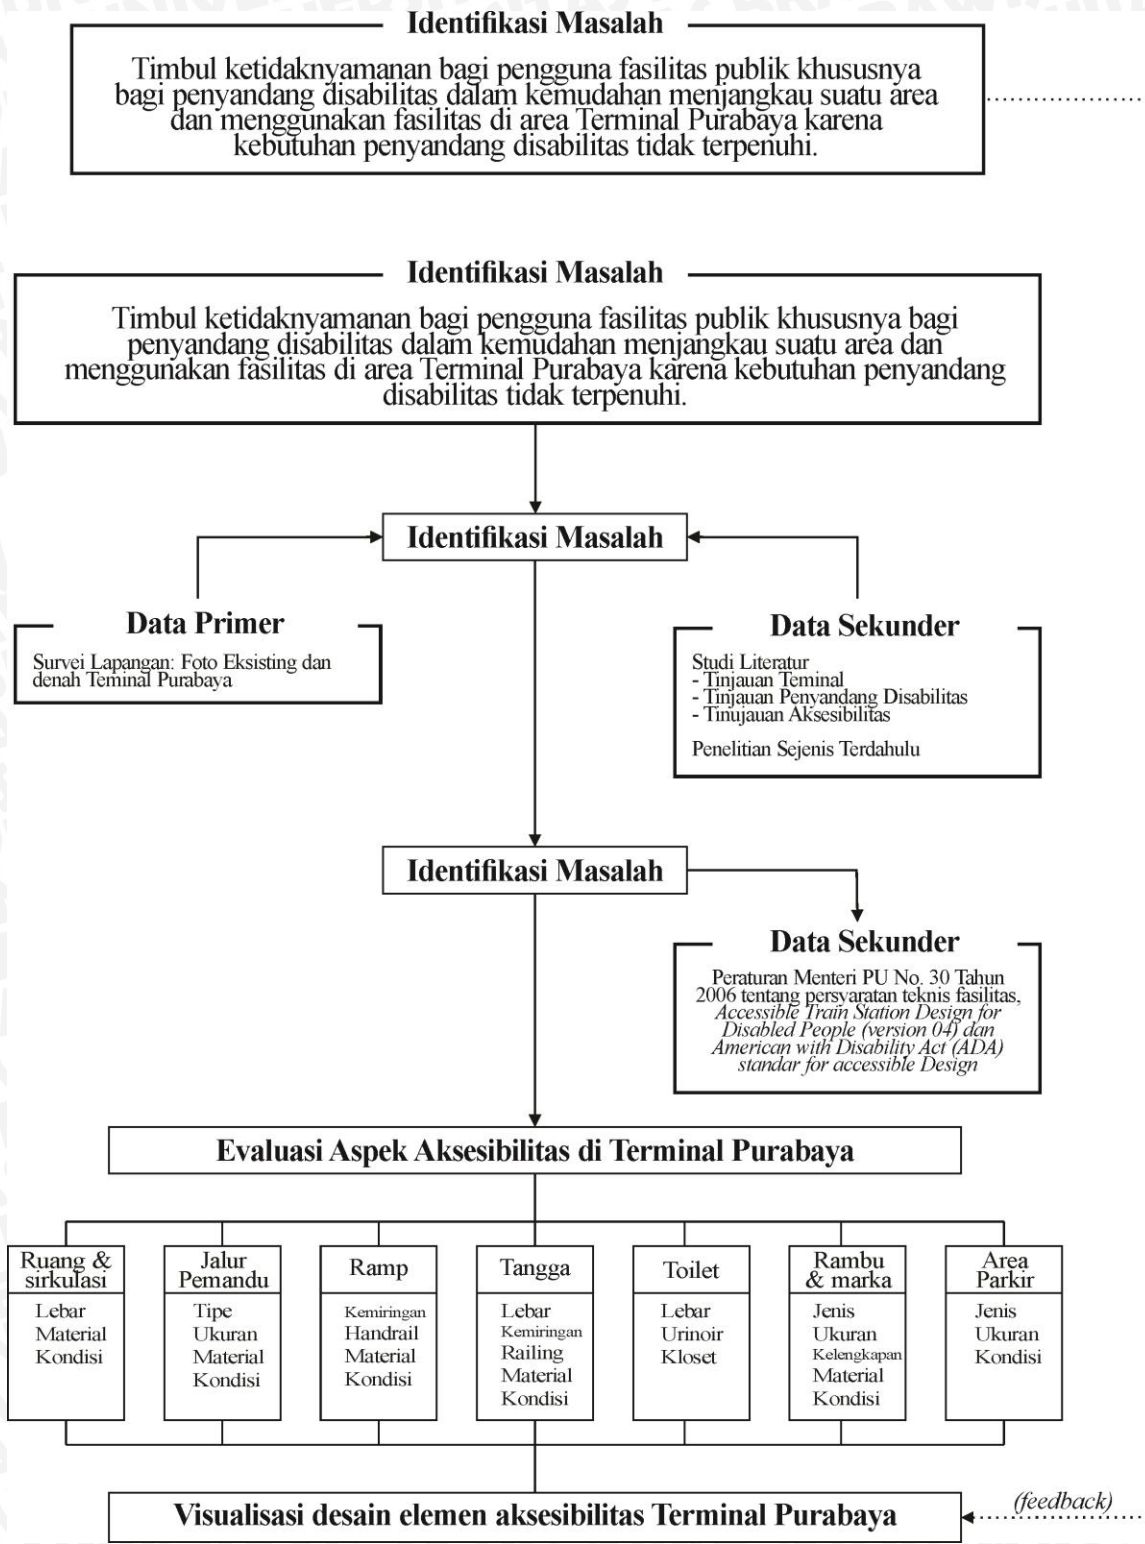 Identifikasi Masalah
Timbul ketidaknyamanan bagi pengguna fasilitas publik khususnya
bagi penyandang disabilitas dalam kemudahan menjangkau suatu area
dan menggunakan fasilitas di area Terminal Purabaya karena
kebutuhan penyandang disabilitas tidak terpenuhi.
Identifikasi Masalah
Timbul ketidaknyamanan bagi pengguna fasilitas publik khususnya bagi
penyandang disabilitas dalam kemudahan menjangkau suatu area dan
menggunakan fasilitas di area Terminal Purabaya karena kebutuhan penyandang
disabilitas tidak terpenuhi.
Identifikasi Masalah
Data Primer
Survei Lapangan: Foto Eksisting dan
denah Teminal Purabaya
Data Sekunder
Studi Literatur
- Tinjauan Teminal
- Tinjauan Penyandang Disabilitas
- Tinujauan Aksesibilitas
Penelitian Sejenis Terdahulu
Identifikasi Masalah
Data Sekunder
Peraturan Menteri PU No. 30 Tahun
2006 tentang persyaratan teknis fasilitas,
Accessible Train Station Design for
Disabled People (version 04) dan
American with Disability Act (ADA)
standar for accessible Design
Evaluasi Aspek Aksesibilitas di Terminal Purabaya
Ruang &
sirkulasi
Lebar
Material
Kondisi
Jalur
Pemandu
Tipe
Ukuran
Material
Kondisi
Ramp
Kemiringan
Handrail
Material
Kondisi
Tangga
Lebar
Kemiringan
Railing
Material
Kondisi
Toilet
Lebar
Urinoir
Kloset
Rambu
& marka
Jenis
Ukuran
Kelengkapan
Material
Kondisi
Area
Parkir
Jenis
Ukuran
Kondisi
(feedback)
Visualisasi desain elemen aksesibilitas Terminal Purabaya